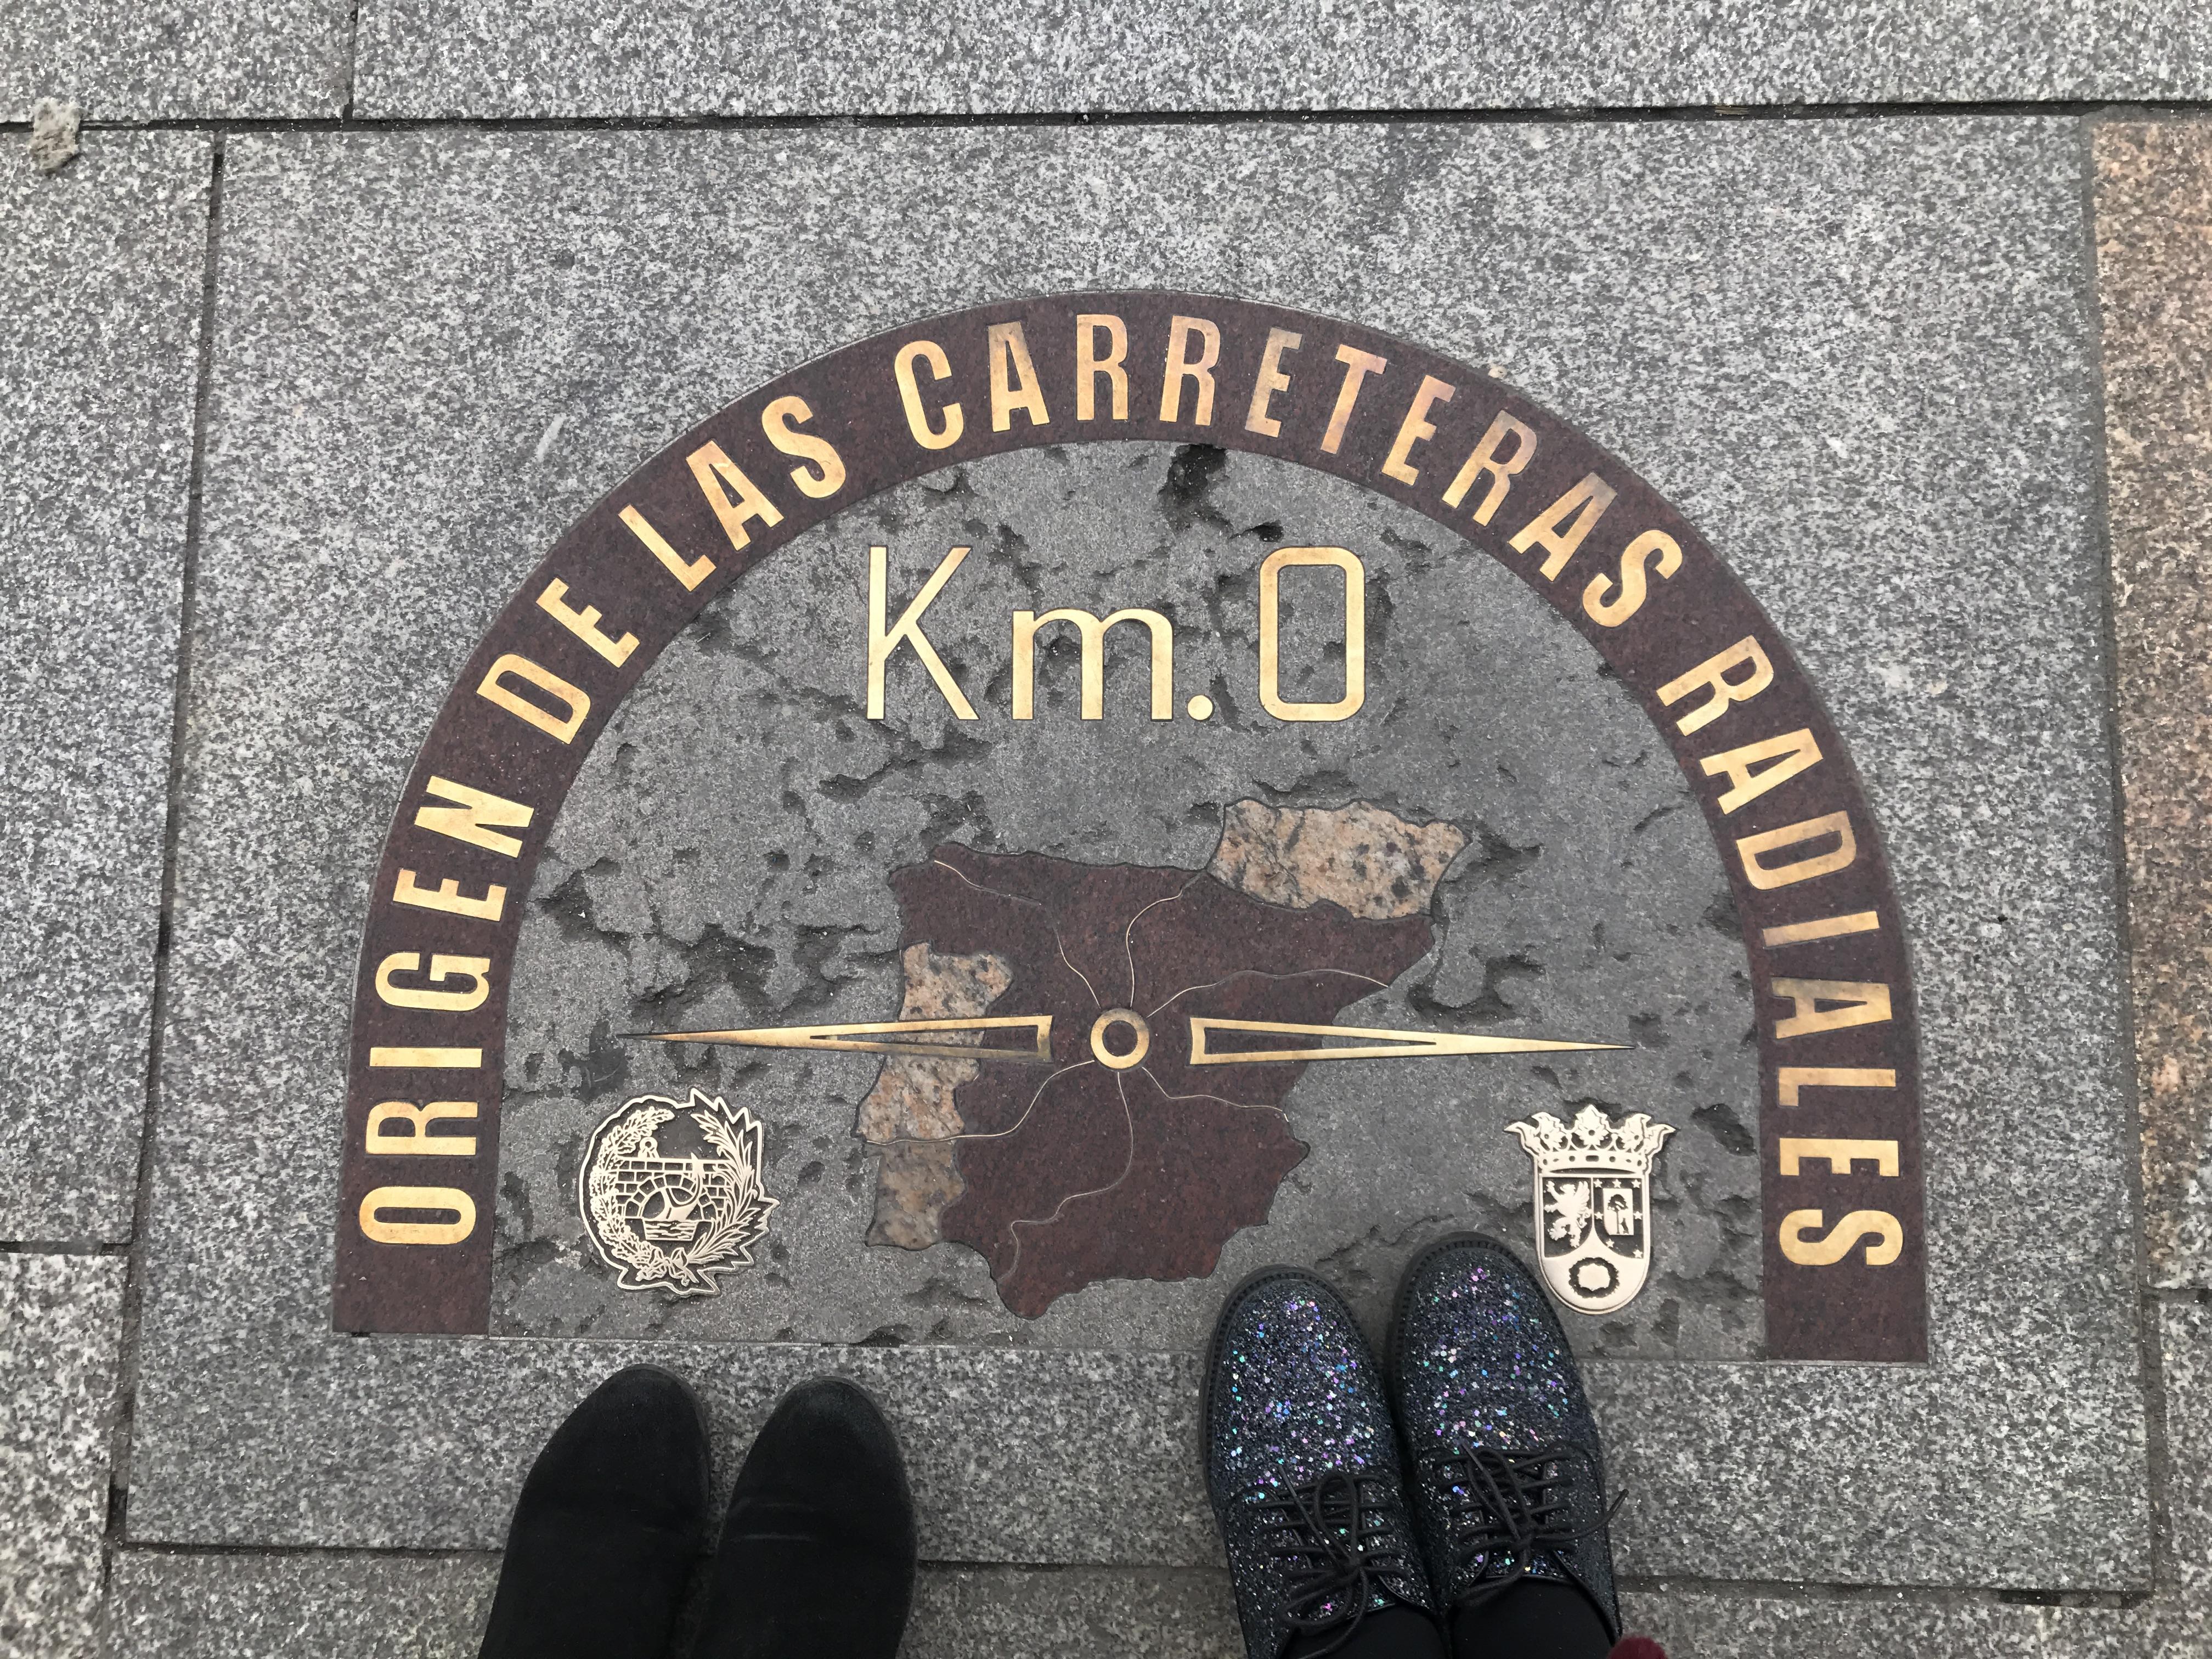 ORIGEN DE LAS CARRETERAS RADIALES
Km.0